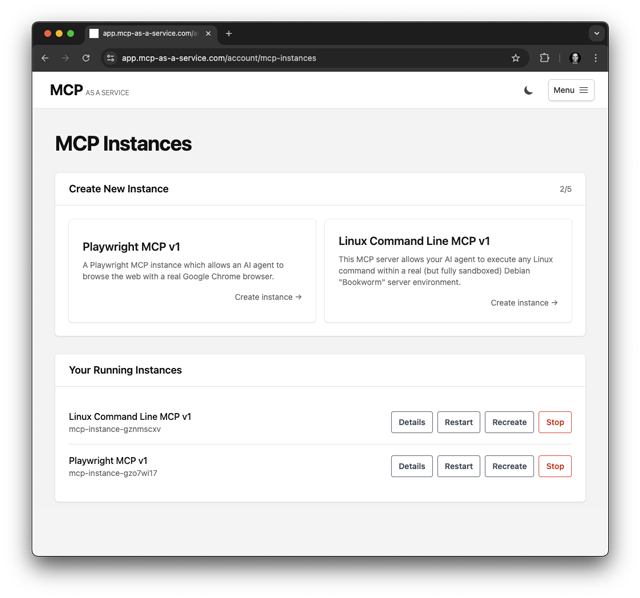 app.mcp-as-a-service.com/a
app.mcp-as-a-service.com/account/mcp-instances
MCP AS A SERVICE
Menu
MCP Instances
Create New Instance
2/5
Playwright MCP v1
A Playwright MCP instance which allows an AI agent to
browse the web with a real Google Chrome browser.
Create instance →
Linux Command Line MCP v1
This MCP server allows your AI agent to execute any Linux
command within a real (but fully sandboxed) Debian
"Bookworm" server environment.
Create instance →
Your Running Instances
Linux Command Line MCP v1
mcp-instance-gznmscxv
Details Restart Recreate Stop
Playwright MCP v1
mcp-instance-gzo7wi17
Details Restart Recreate Stop